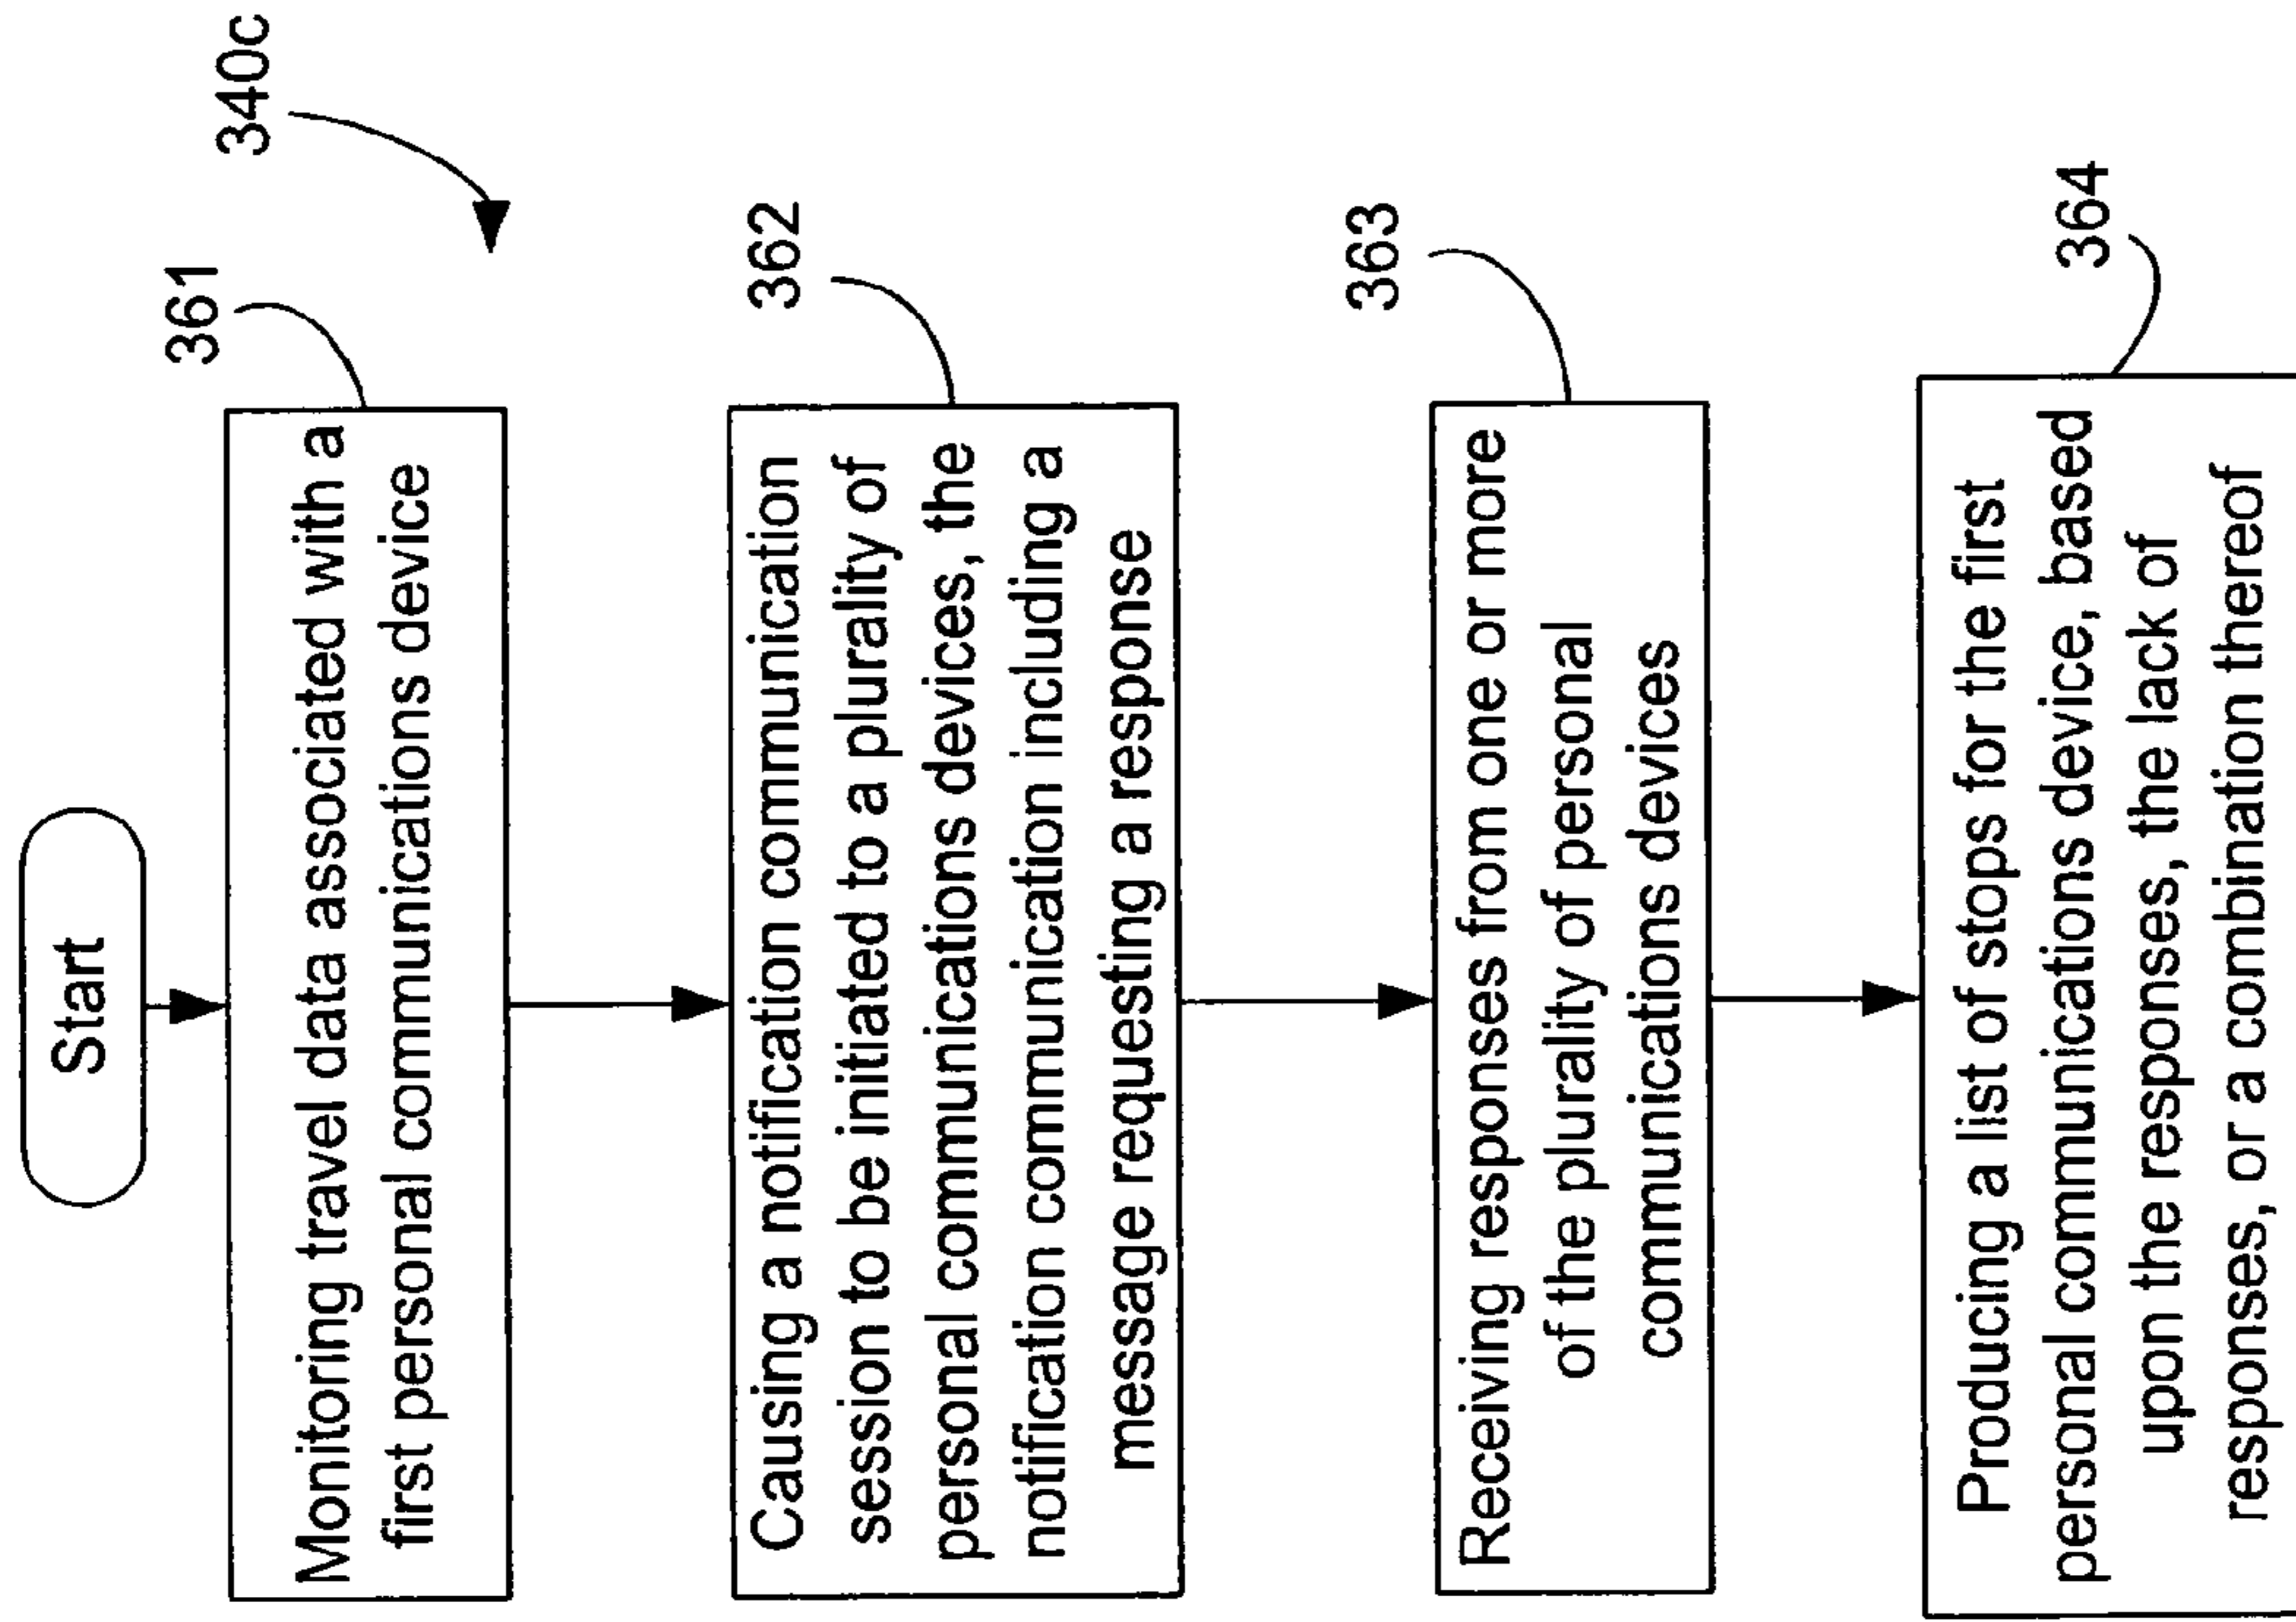 Start
340c
361
Monitoring travel data associated with a
first personal communications device
362
Causing a notification communication
session to be initiated to a plurality of
personal communications devices, the
notification communication including a
message requesting a response
363
Receiving responses from one or more
of the plurality of personal
communications devices
364
Producing a list of stops for the first
personal communications device, based
upon the responses, the lack of
responses, or a combination thereof